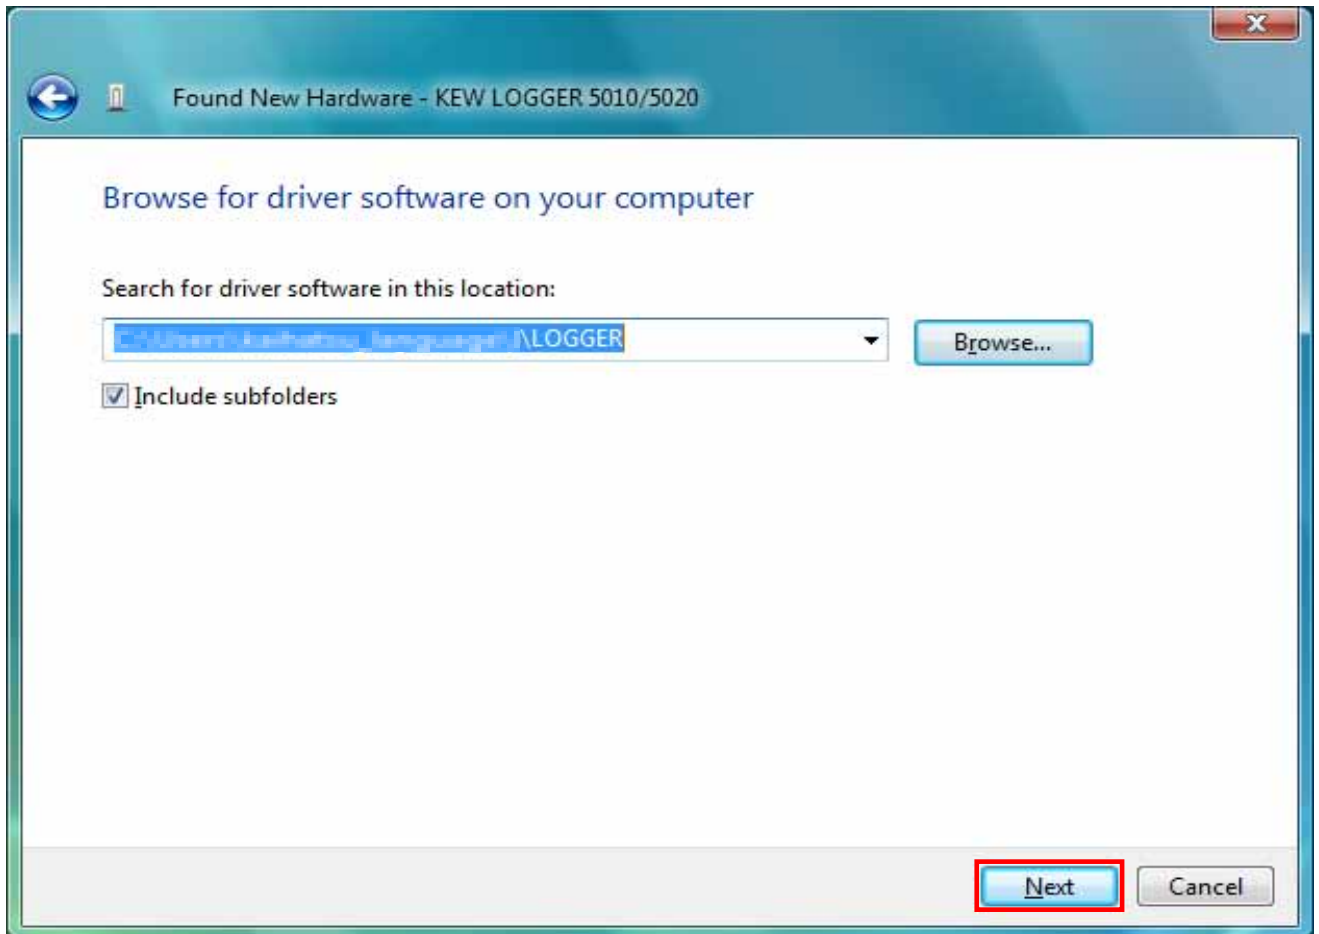 Found New Hardware - KEW LOGGER 5010/5020
Browse for driver software on your computer
Search for driver software in this location:
\LOGGER
Browse...
Include subfolders
Next
Cancel